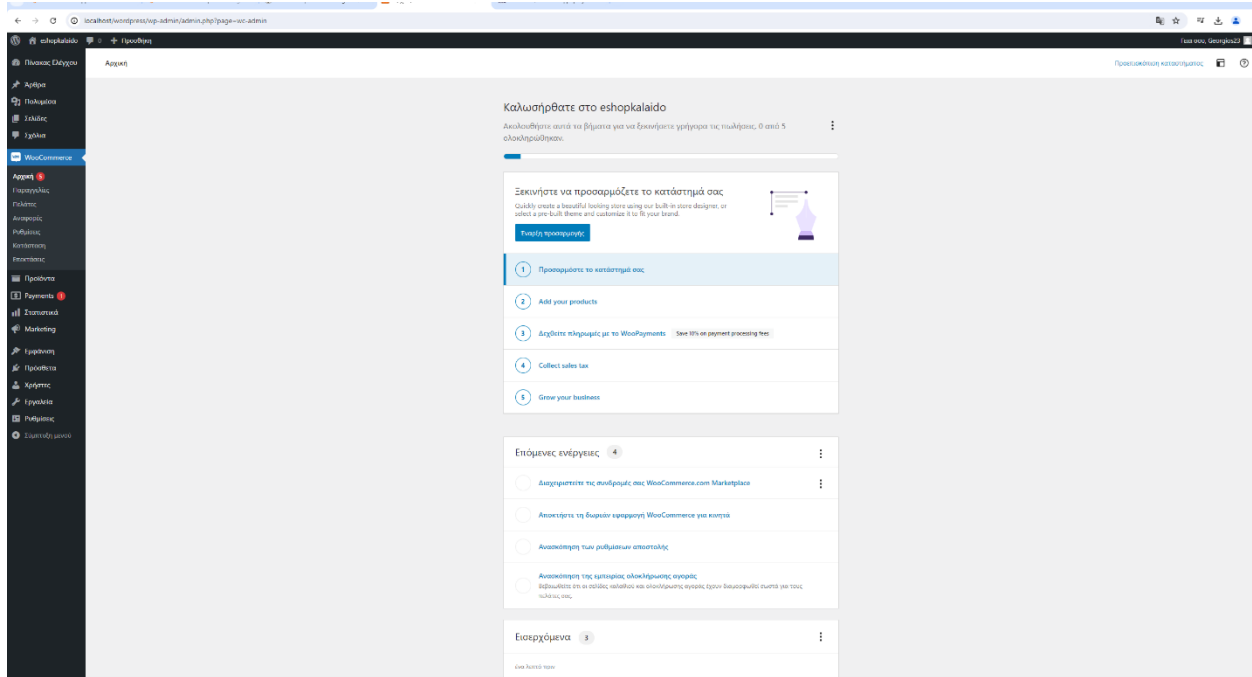 localhost/wordpress/wp-admin/admin.php?page=wc-admin
eshopkalaido 0 + Προσθήκη
Γεια σου, Georgios23
Πίνακας Ελέγχου
Αρχική
Προεπισκόπηση καταστήματος
Άρθρα
Πολυμέσα
Σελίδες
Σχόλια
WooCommerce
Αρχική 5
Παραγγελίες
Πελάτες
Αναφορές
Ρυθμίσεις
Κατάσταση
Επεκτάσεις
Προϊόντα
Payments 1
Στατιστικά
Marketing
Εμφάνιση
Πρόσθετα
Χρήστες
Εργαλεία
Ρυθμίσεις
Σύμπτυξη μενού
Καλωσήρθατε στο eshopkalaido
Ακολουθήστε αυτά τα βήματα για να ξεκινήσετε γρήγορα τις πωλήσεις. 0 από 5
ολοκληρώθηκαν.
Ξεκινήστε να προσαρμόζετε το κατάστημά σας
Quickly create a beautiful looking store using our built-in store designer, or
select a pre-built theme and customize it to fit your brand.
Έναρξη προσαρμογής
1 Προσαρμόστε το κατάστημά σας
2 Add your products
3 Δεχθείτε πληρωμές με το WooPayments Save 10% on payment processing fees
4 Collect sales tax
5 Grow your business
Επόμενες ενέργειες 4
Διαχειριστείτε τις συνδρομές σας WooCommerce.com Marketplace
Αποκτήστε τη δωρεάν εφαρμογή WooCommerce για κινητά
Ανασκόπηση των ρυθμίσεων αποστολής
Ανασκόπηση της εμπειρίας ολοκλήρωσης αγοράς
Βεβαιωθείτε ότι οι σελίδες καλαθιού και ολοκλήρωσης αγοράς έχουν διαμορφωθεί σωστά για τους
πελάτες σας.
Εισερχόμενα 3
ένα λεπτό πριν